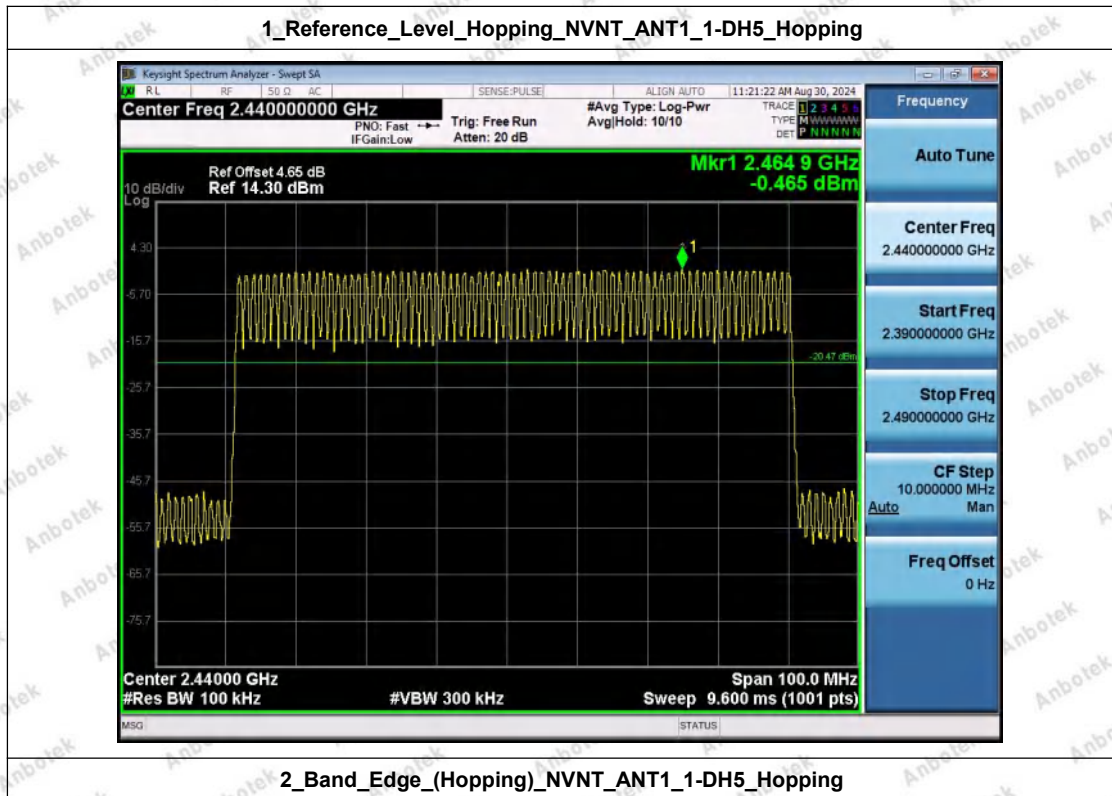 1_Reference_Level_Hopping_NVNT_ANT1_1-DH5_Hopping
Keysight Spectrum Analyzer - Swept SA
RL RF 50 Ω AC SENSE:PULSE ALIGN AUTO 11:21:22 AM Aug 30, 2024
Center Freq 2.440000000 GHz
PNO: Fast
IFGain:Low
Trig: Free Run
Atten: 20 dB
#Avg Type: Log-Pwr
Avg|Hold: 10/10
TRACE 1 2 3 4 5 6
TYPE M WWWWW
DET P N N N N N
Ref Offset 4.65 dB
10 dB/div Ref 14.30 dBm
Log
Mkr1 2.464 9 GHz
-0.465 dBm
1
4.30
-5.70
-15.7
-20.47 dBm
-25.7
-35.7
-45.7
-55.7
-65.7
-75.7
Center 2.44000 GHz Span 100.0 MHz
#Res BW 100 kHz #VBW 300 kHz Sweep 9.600 ms (1001 pts)
MSG STATUS
Frequency
Auto Tune
Center Freq
2.440000000 GHz
Start Freq
2.390000000 GHz
Stop Freq
2.490000000 GHz
CF Step
10.000000 MHz
Auto Man
Freq Offset
0 Hz
2_Band_Edge_(Hopping)_NVNT_ANT1_1-DH5_Hopping
Anbotek